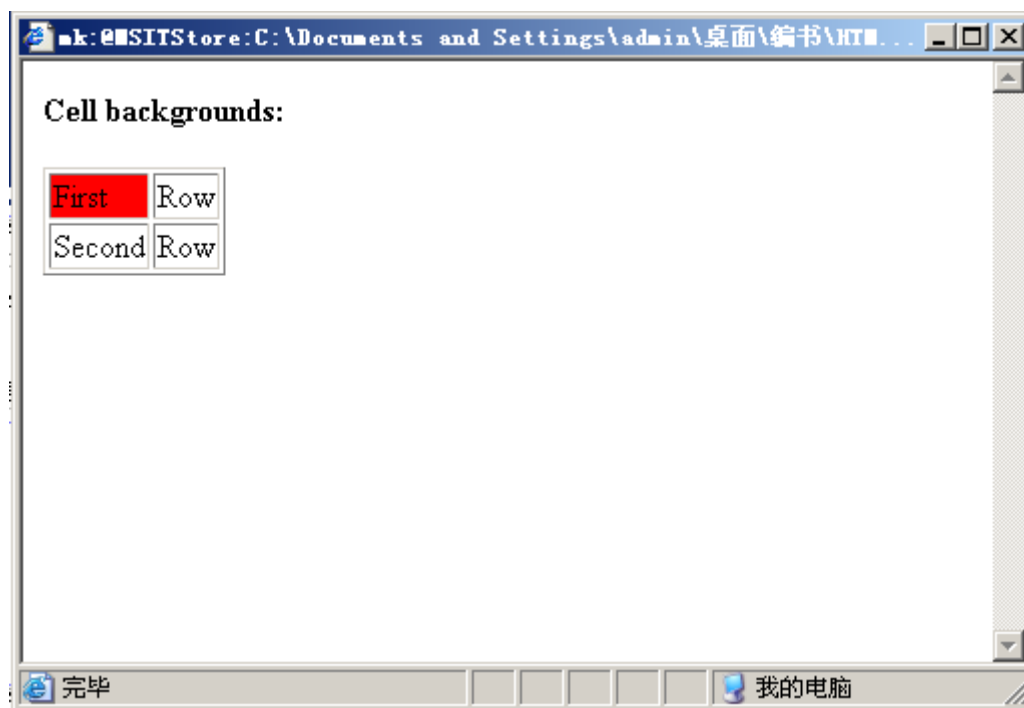 mk:@MSITStore:C:\Documents and Settings\admin\桌面\编书\HTM...
Cell backgrounds:
First Row
Second Row
完毕 我的电脑